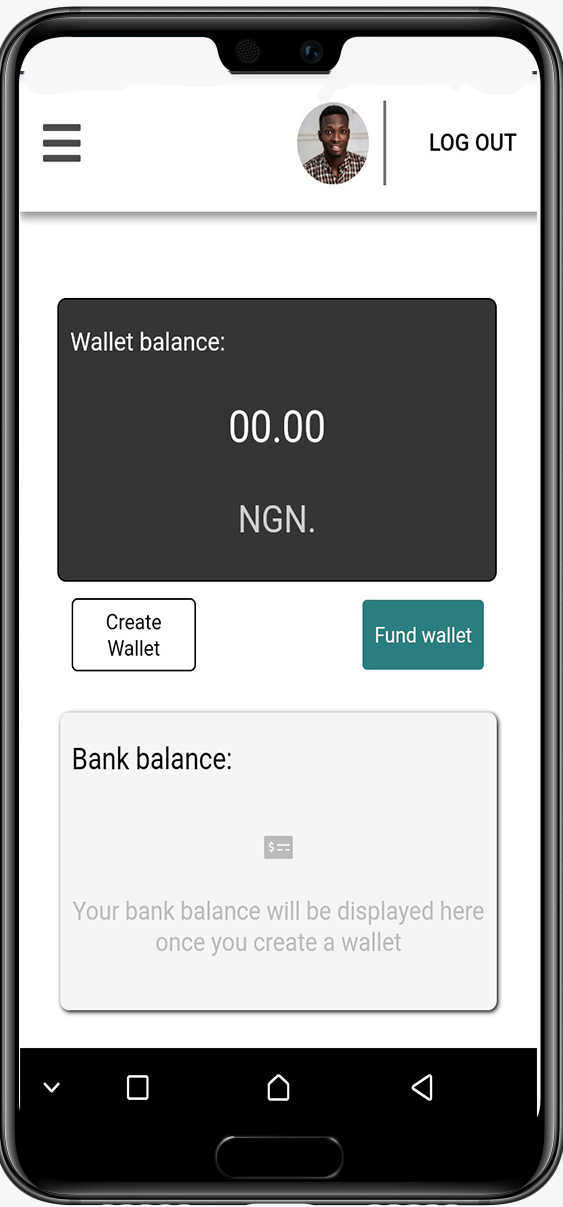 LOG OUT
Wallet balance:
00.00
NGN.
Create
Wallet
Fund wallet
Bank balance:
$
Your bank balance will be displayed here
once you create a wallet